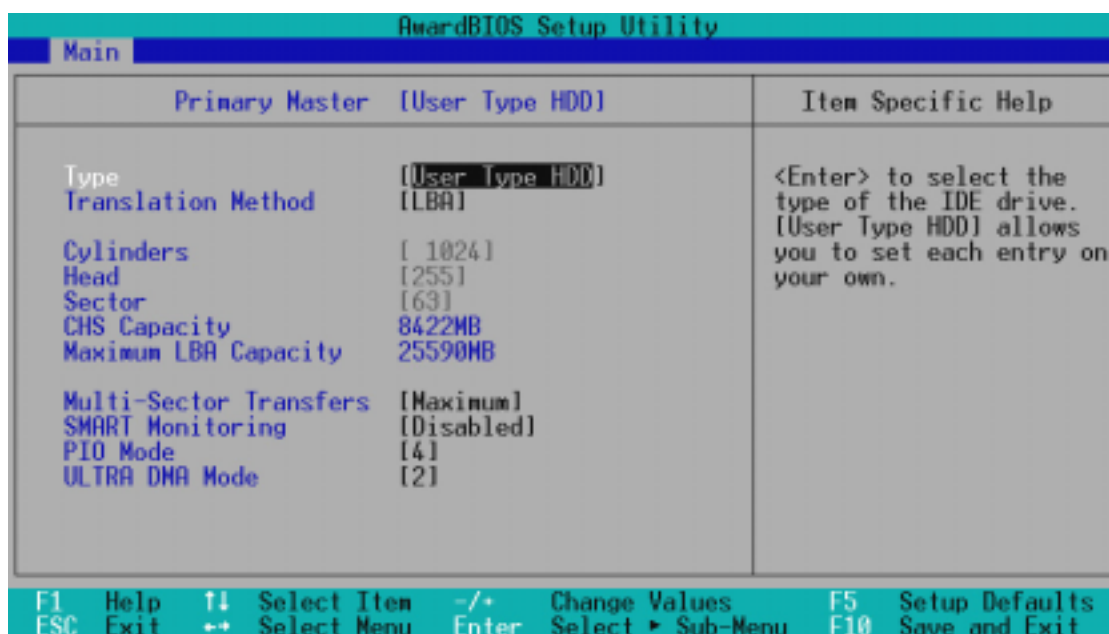 AwardBIOS Setup Utility
Main
Primary Master [User Type HDD]
Item Specific Help
Type [User Type HDD]
Translation Method [LBA]
Cylinders [ 1024]
Head [255]
Sector [63]
CHS Capacity 8422MB
Maximum LBA Capacity 25590MB
Multi-Sector Transfers [Maximum]
SMART Monitoring [Disabled]
PIO Mode [4]
ULTRA DMA Mode [2]
<Enter> to select the
type of the IDE drive.
[User Type HDD] allows
you to set each entry on
your own.
F1 Help ↑↓ Select Item -/+ Change Values F5 Setup Defaults
ESC Exit ←→ Select Menu Enter Select ► Sub-Menu F10 Save and Exit